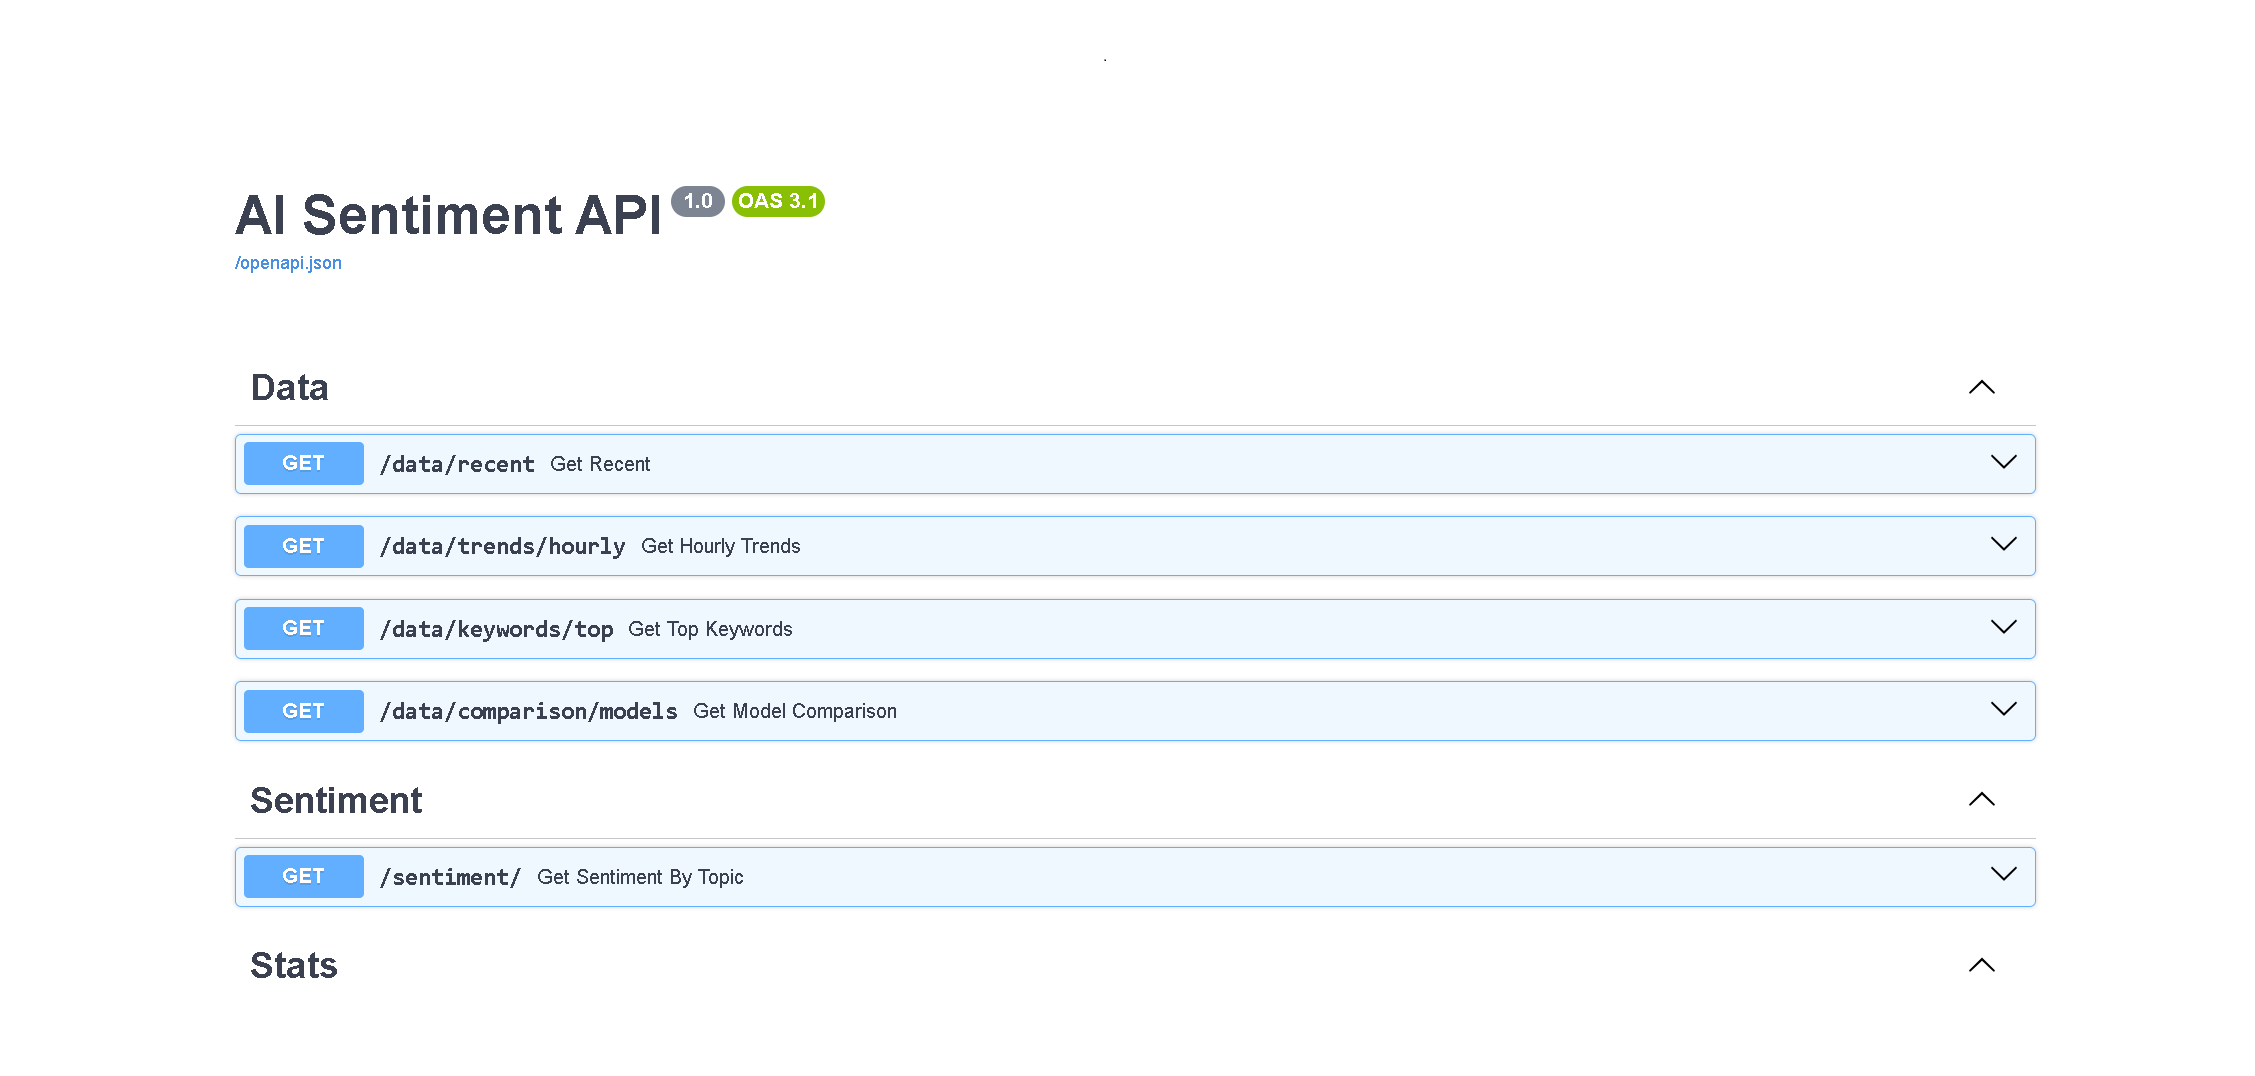 AI Sentiment API 1.0 OAS 3.1
/openapi.json
Data
GET /data/recent Get Recent
GET /data/trends/hourly Get Hourly Trends
GET /data/keywords/top Get Top Keywords
GET /data/comparison/models Get Model Comparison
Sentiment
GET /sentiment/ Get Sentiment By Topic
Stats